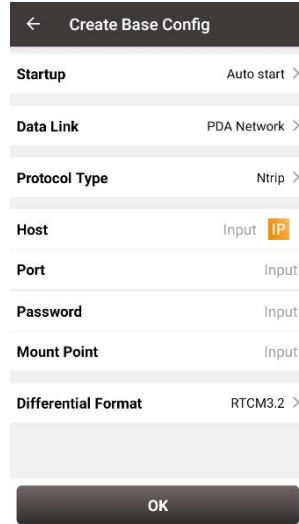 Create Base Config
Startup Auto start
Data Link PDA Network
Protocol Type Ntrip
Host Input IP
Port Input
Password Input
Mount Point Input
Differential Format RTCM3.2
OK